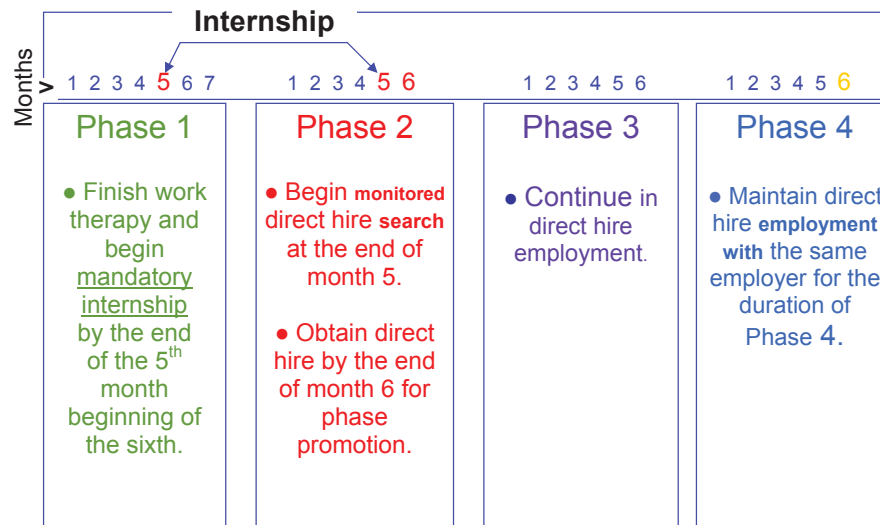 Internship
Months
>
1 2 3 4 5 6 7
1 2 3 4 5 6
1 2 3 4 5 6
1 2 3 4 5 6
Phase 1
● Finish work
therapy and
begin
mandatory
internship
by the end
of the 5th
month
beginning of
the sixth.
Phase 2
● Begin monitored
direct hire search
at the end of
month 5.
● Obtain direct
hire by the end
of month 6 for
phase
promotion.
Phase 3
● Continue in
direct hire
employment.
Phase 4
● Maintain direct
hire employment
with the same
employer for the
duration of
Phase 4.